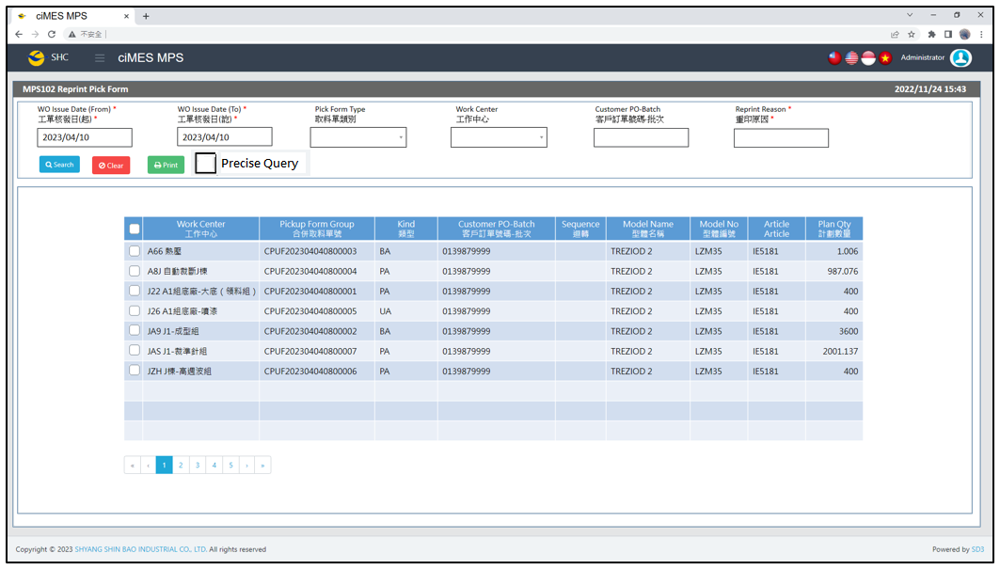 ciMES MPS
不安全
SHC
ciMES MPS
Administrator
MPS102 Reprint Pick Form
2022/11/24 15:43
WO Issue Date (From) *
工單核發日(起) *
WO Issue Date (To) *
工單核發日(訖) *
Pick Form Type
取料單類別
Work Center
工作中心
Customer PO-Batch
客戶訂單號碼-批次
Reprint Reason *
重印原因 *
2023/04/10
2023/04/10
Search
Clear
Print
Precise Query
Work Center Pickup Form Group Kind Customer PO-Batch Sequence Model Name Model No Article Plan Qty
工作中心 合併取料單號 類型 客戶訂單號碼-批次 迴轉 型體名稱 型體編號 Article 計劃數量
A66 熱壓 CPUF202304040800003 BA 0139879999 TREZIOD 2 LZM35 IE5181 1.006
A8J 自動裁斷J棟 CPUF202304040800004 PA 0139879999 TREZIOD 2 LZM35 IE5181 987.076
J22 A1組底廠-大底（領料組） CPUF202304040800001 PA 0139879999 TREZIOD 2 LZM35 IE5181 400
J26 A1組底廠-噴漆 CPUF202304040800005 UA 0139879999 TREZIOD 2 LZM35 IE5181 400
JA9 J1-成型組 CPUF202304040800002 BA 0139879999 TREZIOD 2 LZM35 IE5181 3600
JAS J1-裁準針組 CPUF202304040800007 PA 0139879999 TREZIOD 2 LZM35 IE5181 2001.137
JZH J棟-高週波組 CPUF202304040800006 PA 0139879999 TREZIOD 2 LZM35 IE5181 400
« ‹ 1 2 3 4 5 › »
Copyright © 2023 SHYANG SHIN BAO INDUSTRIAL CO., LTD. All rights reserved
Powered by SD3